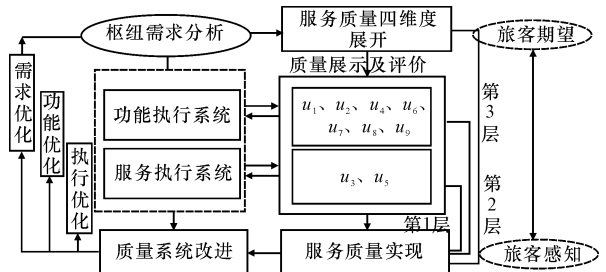 枢纽需求分析
服务质量四维度
展开
旅客期望
质量展示及评价
需求优化
功能优化
执行优化
功能执行系统
服务执行系统
u1、u2、u4、u6、
u7、u8、u9
u3、u5
第3层
第2层
第1层
质量系统改进
服务质量实现
旅客感知